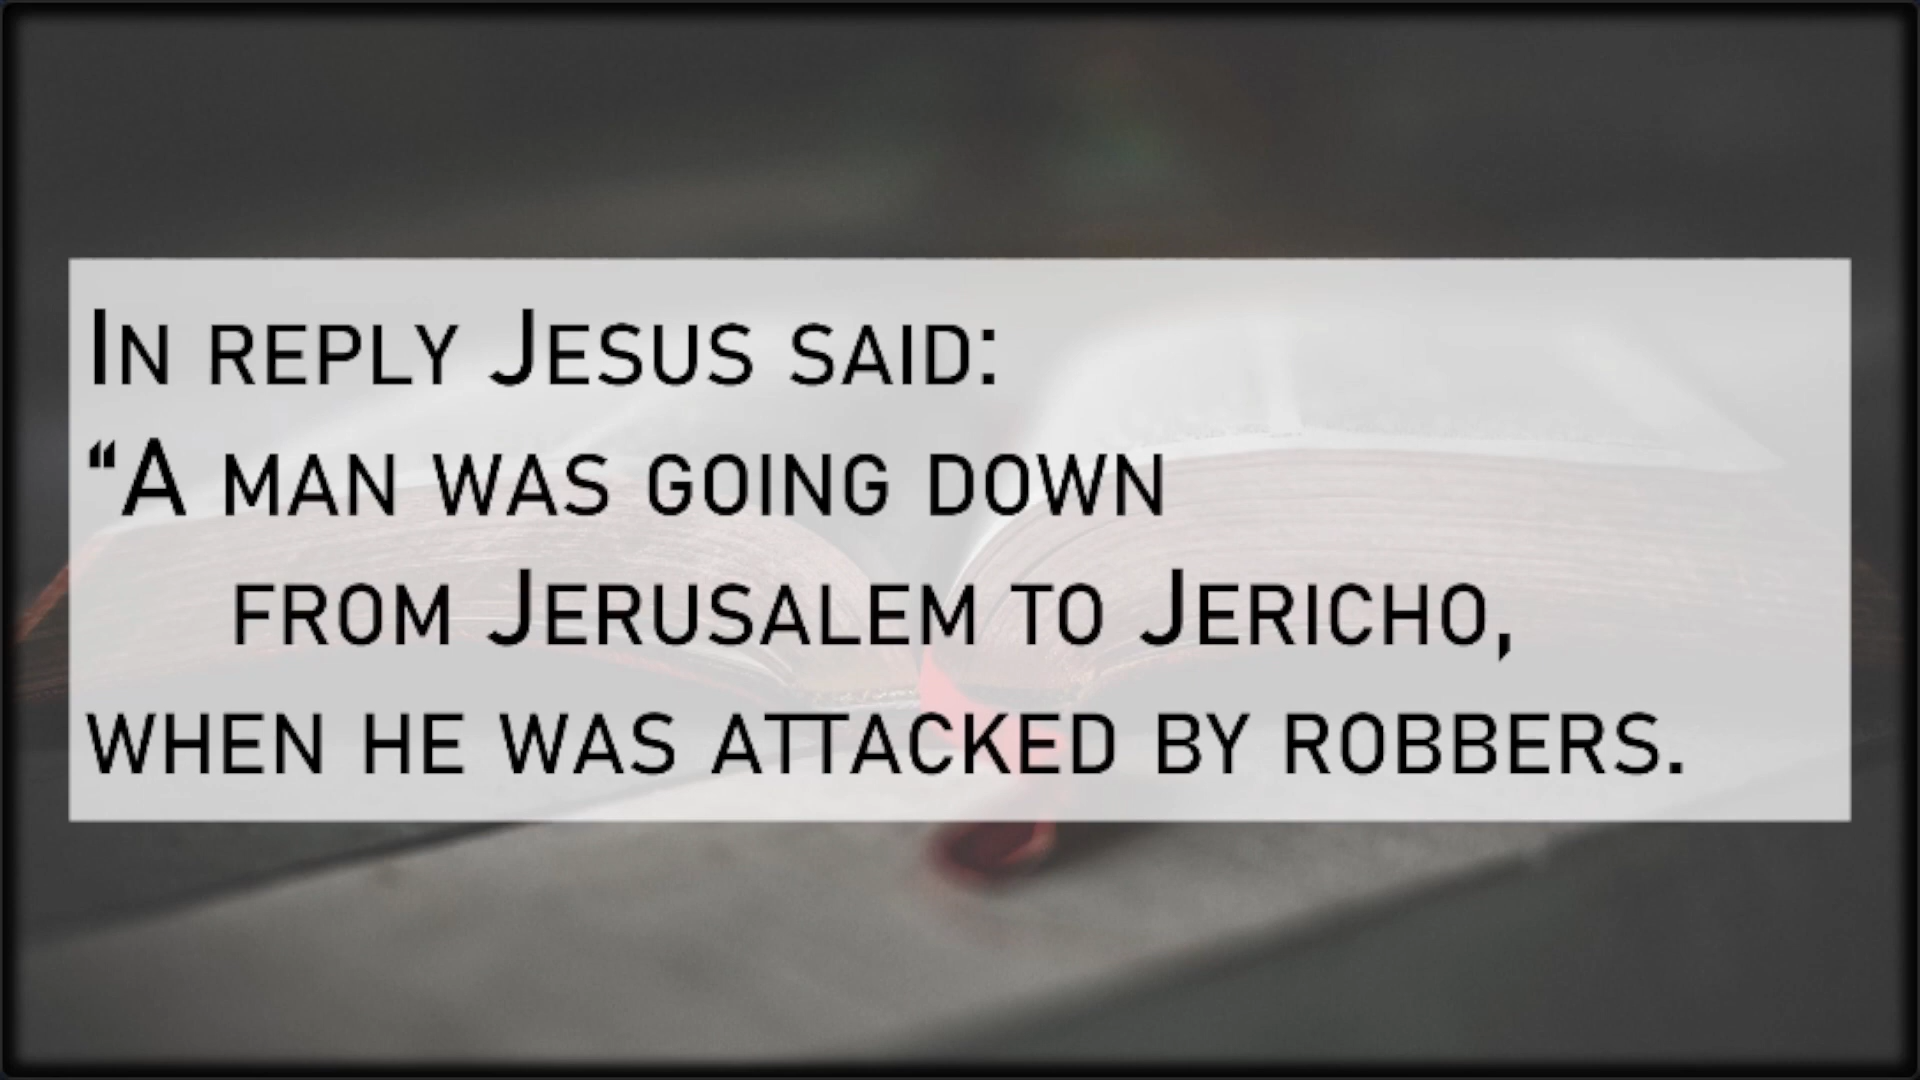 In reply Jesus said:
“A man was going down
from Jerusalem to Jericho,
when he was attacked by robbers.